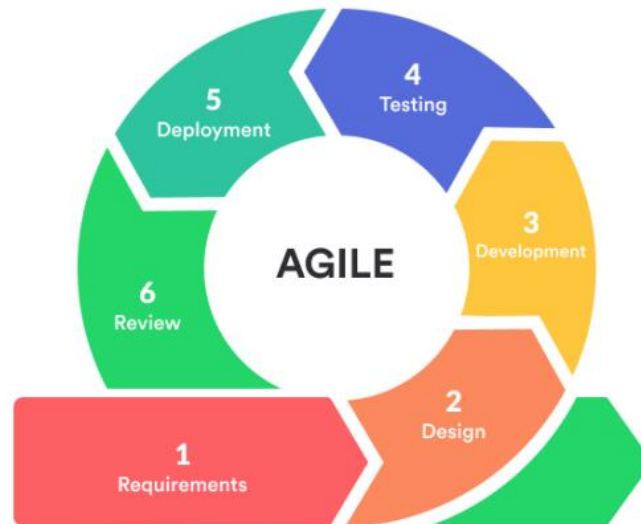 AGILE
1
Requirements
2
Design
3
Development
4
Testing
5
Deployment
6
Review